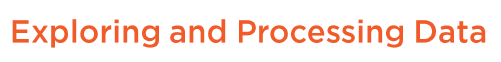 Exploring and Processing Data